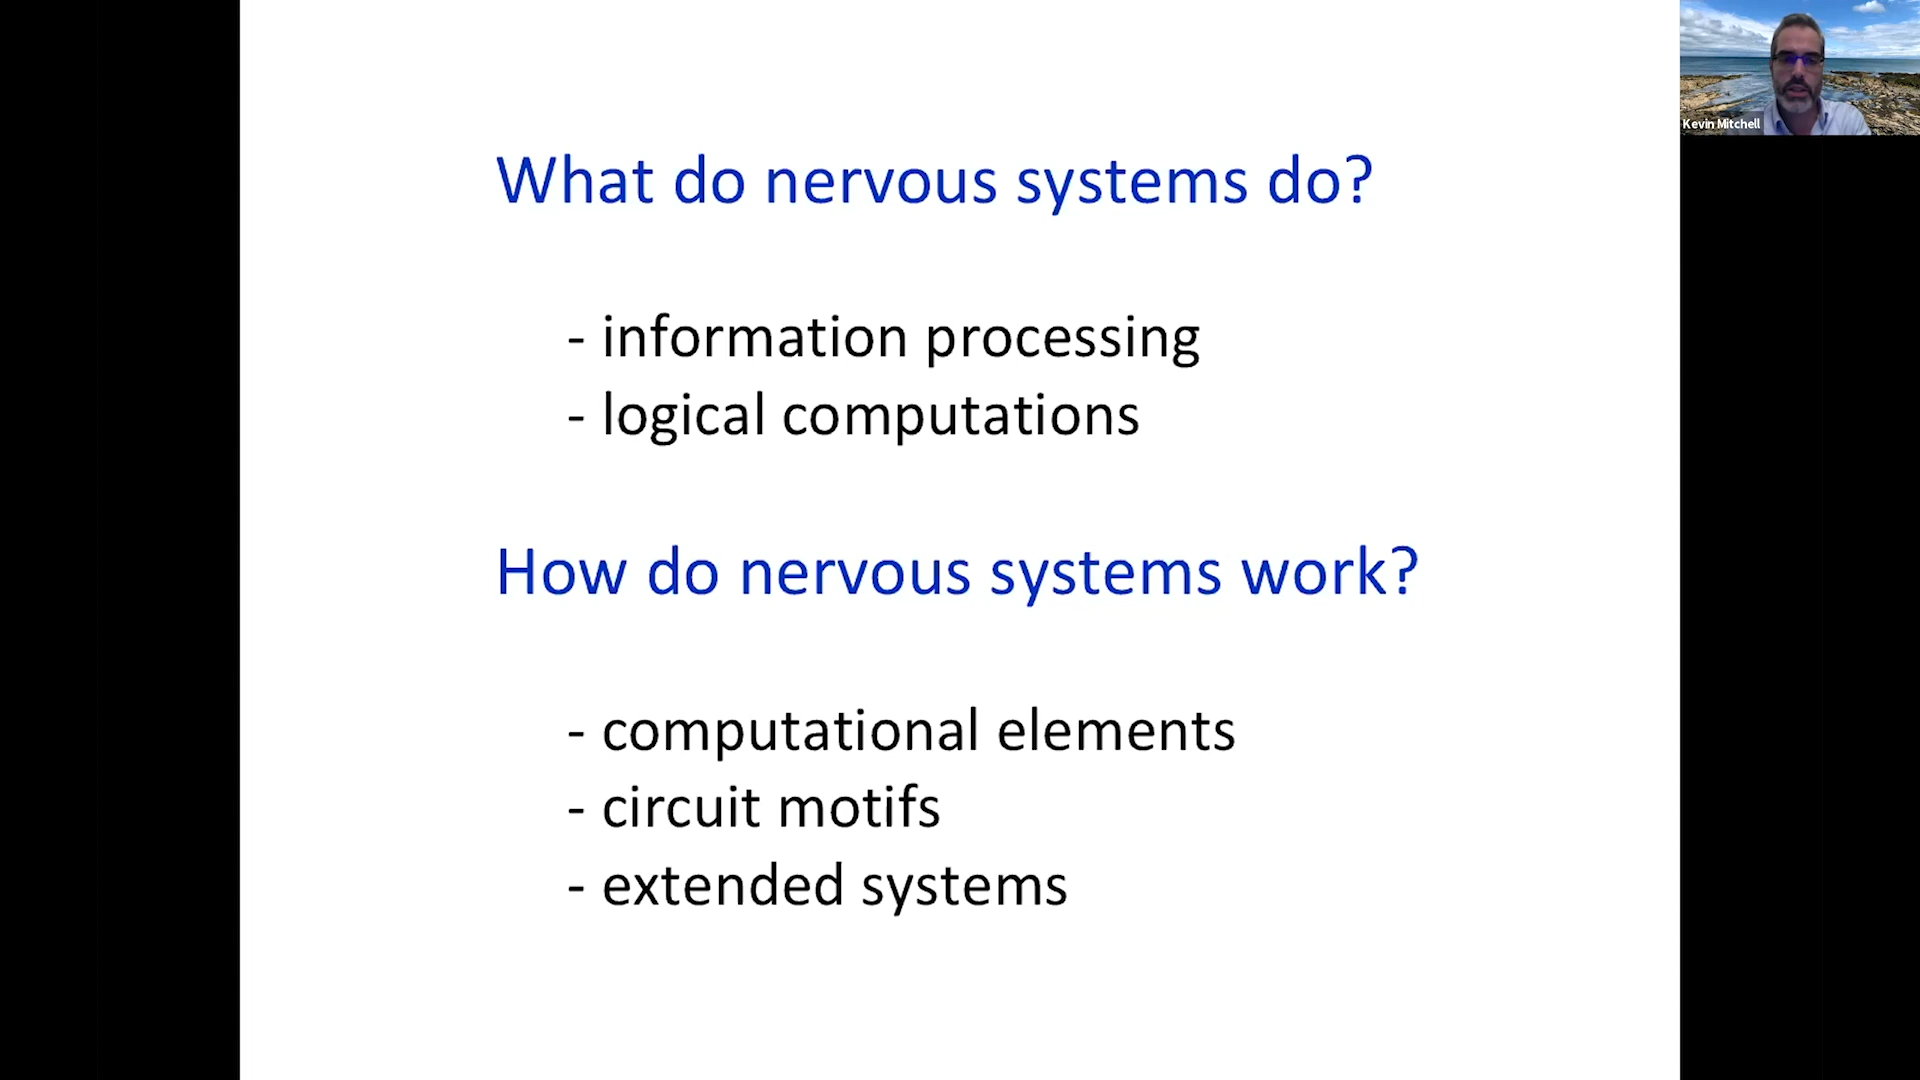 What do nervous systems do?
- information processing
- logical computations
How do nervous systems work?
- computational elements
- circuit motifs
- extended systems
Kevin Mitchell